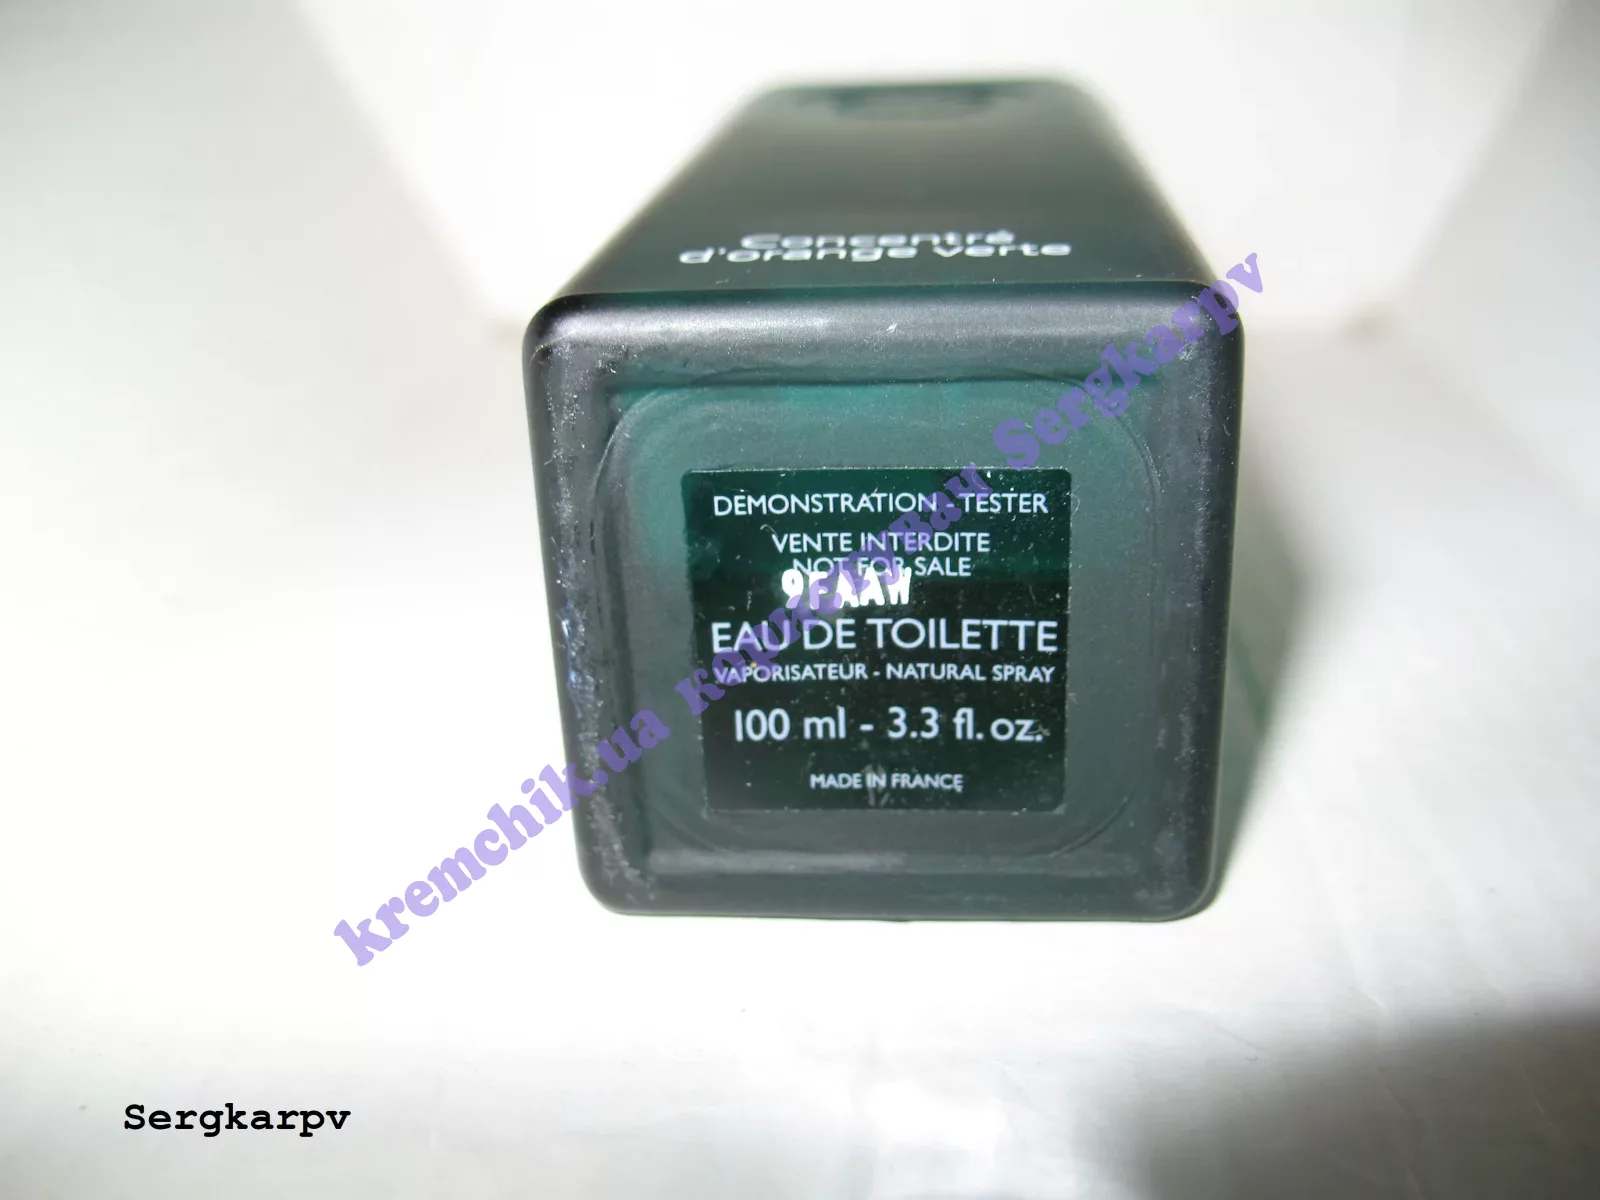 Concentré
d'orange verte
DEMONSTRATION - TESTER
VENTE INTERDITE
NOT FOR SALE
EAU DE TOILETTE
VAPORISATEUR - NATURAL SPRAY
100 ml - 3.3 fl. oz.
MADE IN FRANCE
kremchik.ua копирувач Sergkarpv
Sergkarpv